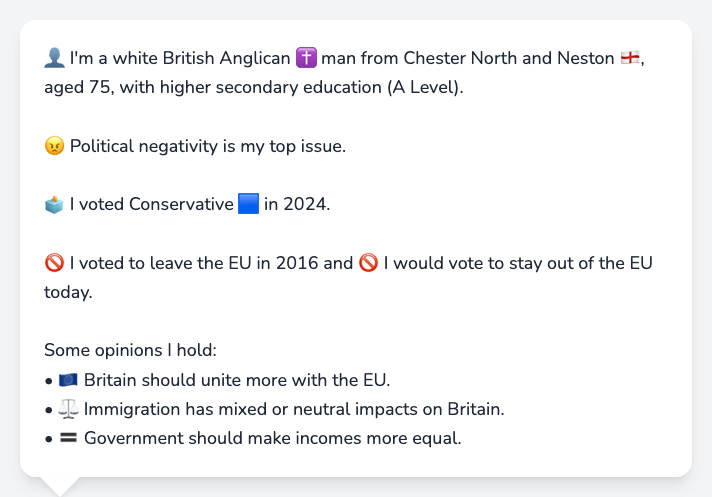 👤 I'm a white British Anglican ✝️ man from Chester North and Neston 🏴󠁧󠁢󠁥󠁮󠁧󠁿,
aged 75, with higher secondary education (A Level).
😠 Political negativity is my top issue.
🗳️ I voted Conservative 🟦 in 2024.
🚫 I voted to leave the EU in 2016 and 🚫 I would vote to stay out of the EU
today.
Some opinions I hold:
• 🇪🇺 Britain should unite more with the EU.
• ⚖️ Immigration has mixed or neutral impacts on Britain.
• 🟰 Government should make incomes more equal.